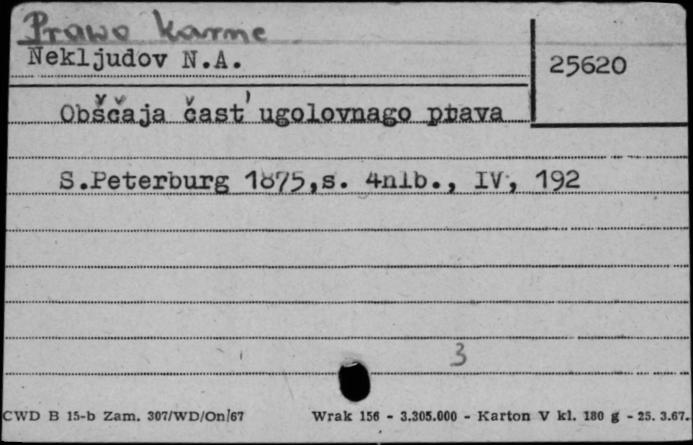 Prawo Karne
Nekljudov N.A.
25620
Obščaja čast' ugolovnago prava
S.Peterburg 1875,s. 4nlb., IV, 192
3
CWD B 15-b Zam. 307/WD/On/67 Wrak 156 - 3.305.000 - Karton V kl. 180 g - 25. 3.67.